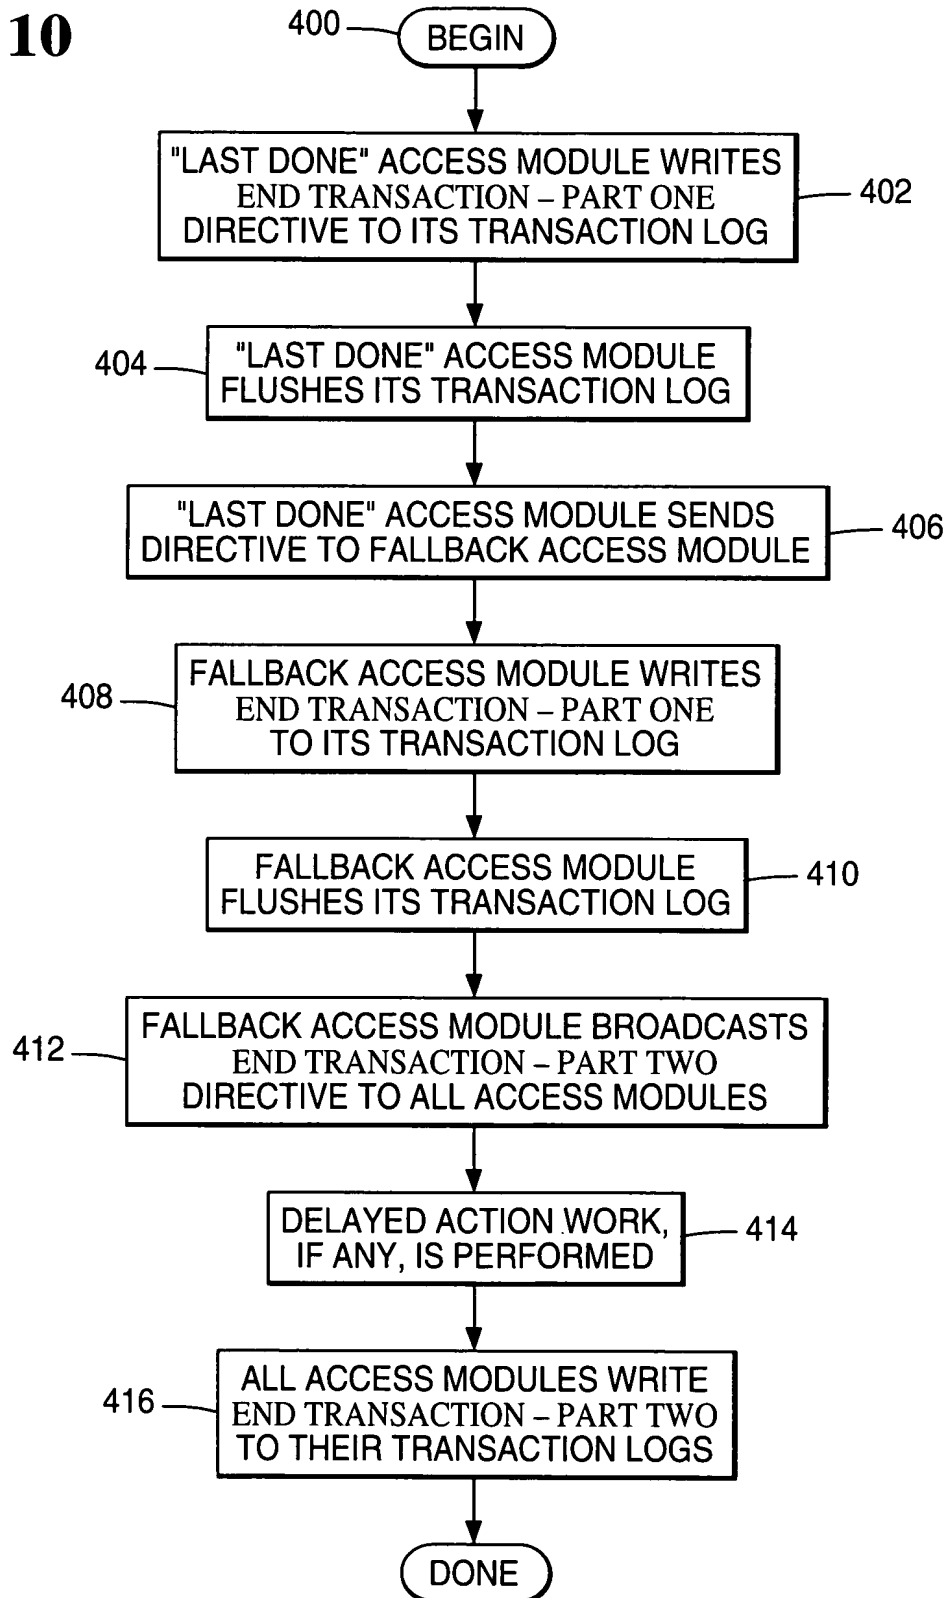 10
400
BEGIN
"LAST DONE" ACCESS MODULE WRITES
END TRANSACTION – PART ONE
DIRECTIVE TO ITS TRANSACTION LOG
402
"LAST DONE" ACCESS MODULE
FLUSHES ITS TRANSACTION LOG
404
"LAST DONE" ACCESS MODULE SENDS
DIRECTIVE TO FALLBACK ACCESS MODULE
406
FALLBACK ACCESS MODULE WRITES
END TRANSACTION – PART ONE
TO ITS TRANSACTION LOG
408
FALLBACK ACCESS MODULE
FLUSHES ITS TRANSACTION LOG
410
FALLBACK ACCESS MODULE BROADCASTS
END TRANSACTION – PART TWO
DIRECTIVE TO ALL ACCESS MODULES
412
DELAYED ACTION WORK,
IF ANY, IS PERFORMED
414
ALL ACCESS MODULES WRITE
END TRANSACTION – PART TWO
TO THEIR TRANSACTION LOGS
416
DONE